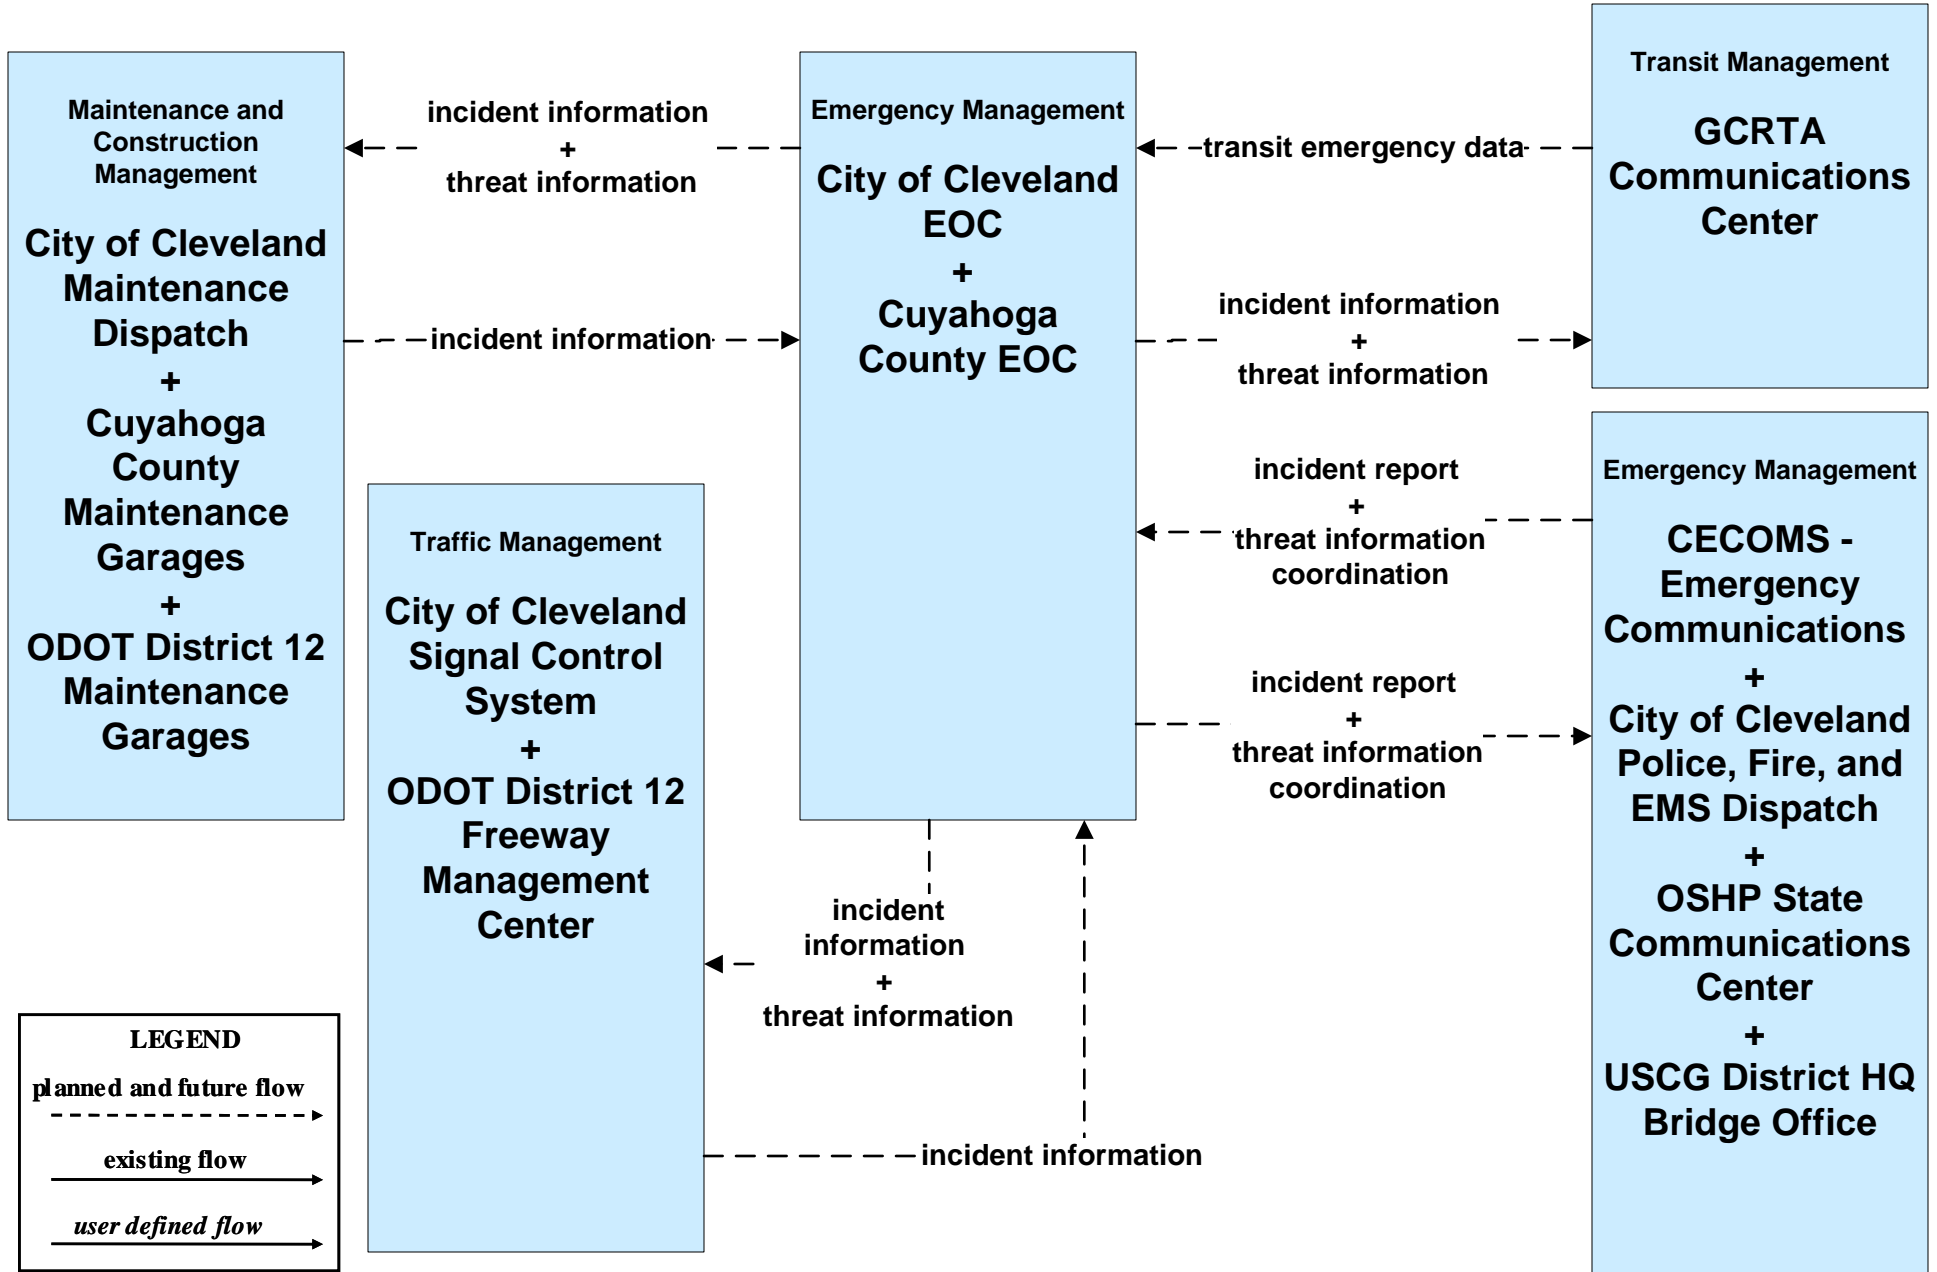 Maintenance and
Construction
Management
City of Cleveland
Maintenance
Dispatch
+
Cuyahoga
County
Maintenance
Garages
+
ODOT District 12
Maintenance
Garages
incident information
+
threat information
incident information
Emergency Management
City of Cleveland
EOC
+
Cuyahoga
County EOC
transit emergency data
incident information
+
threat information
Transit Management
GCRTA
Communications
Center
incident report
+
threat information
coordination
incident report
+
threat information
coordination
Emergency Management
CECOMS -
Emergency
Communications
+
City of Cleveland
Police, Fire, and
EMS Dispatch
+
OSHP State
Communications
Center
+
USCG District HQ
Bridge Office
Traffic Management
City of Cleveland
Signal Control
System
+
ODOT District 12
Freeway
Management
Center
incident
information
+
threat information
incident information
LEGEND
planned and future flow
existing flow
user defined flow